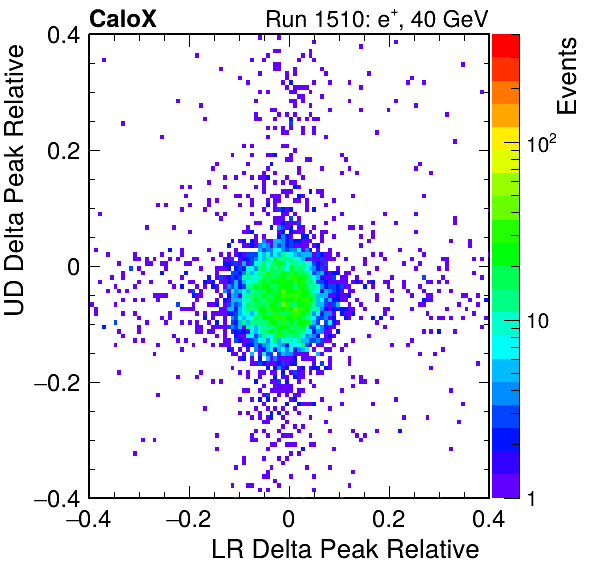 CaloX Run 1510: e⁺, 40 GeV
Events
UD Delta Peak Relative
0.4
0.2
0
−0.2
−0.4
−0.4 −0.2 0 0.2 0.4
LR Delta Peak Relative
10²
10
1